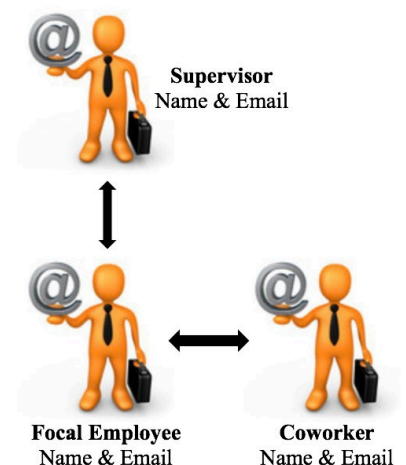 @
Supervisor
Name & Email
@
@
Focal Employee
Name & Email
Coworker
Name & Email